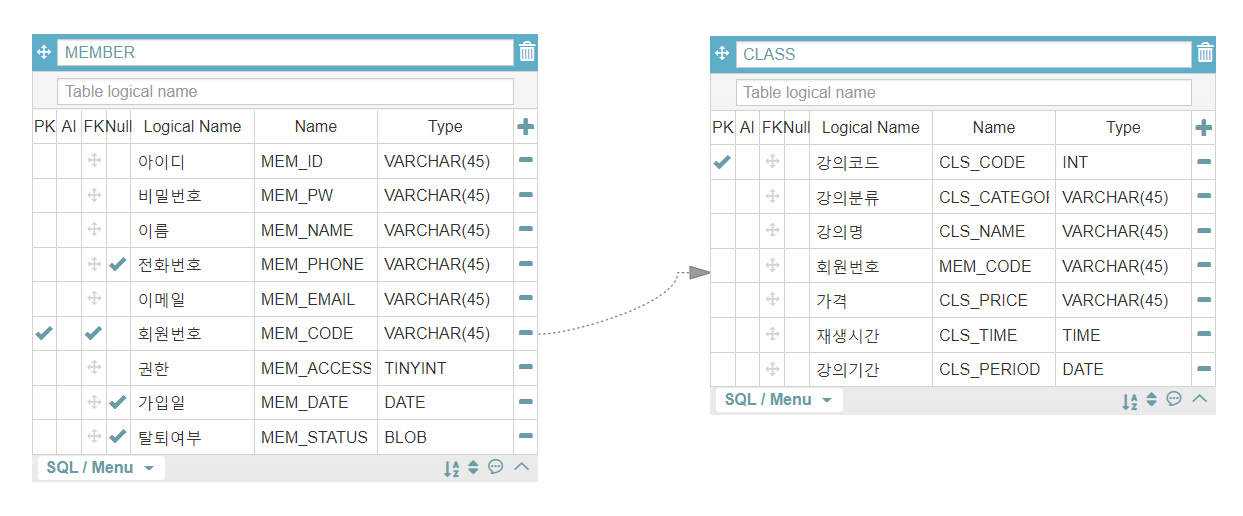 MEMBER
Table logical name
PK AI FK Null Logical Name Name Type
아이디 MEM_ID VARCHAR(45)
비밀번호 MEM_PW VARCHAR(45)
이름 MEM_NAME VARCHAR(45)
전화번호 MEM_PHONE VARCHAR(45)
이메일 MEM_EMAIL VARCHAR(45)
회원번호 MEM_CODE VARCHAR(45)
권한 MEM_ACCESS TINYINT
가입일 MEM_DATE DATE
탈퇴여부 MEM_STATUS BLOB
SQL / Menu
CLASS
Table logical name
PK AI FK Null Logical Name Name Type
강의코드 CLS_CODE INT
강의분류 CLS_CATEGOR VARCHAR(45)
강의명 CLS_NAME VARCHAR(45)
회원번호 MEM_CODE VARCHAR(45)
가격 CLS_PRICE VARCHAR(45)
재생시간 CLS_TIME TIME
강의기간 CLS_PERIOD DATE
SQL / Menu